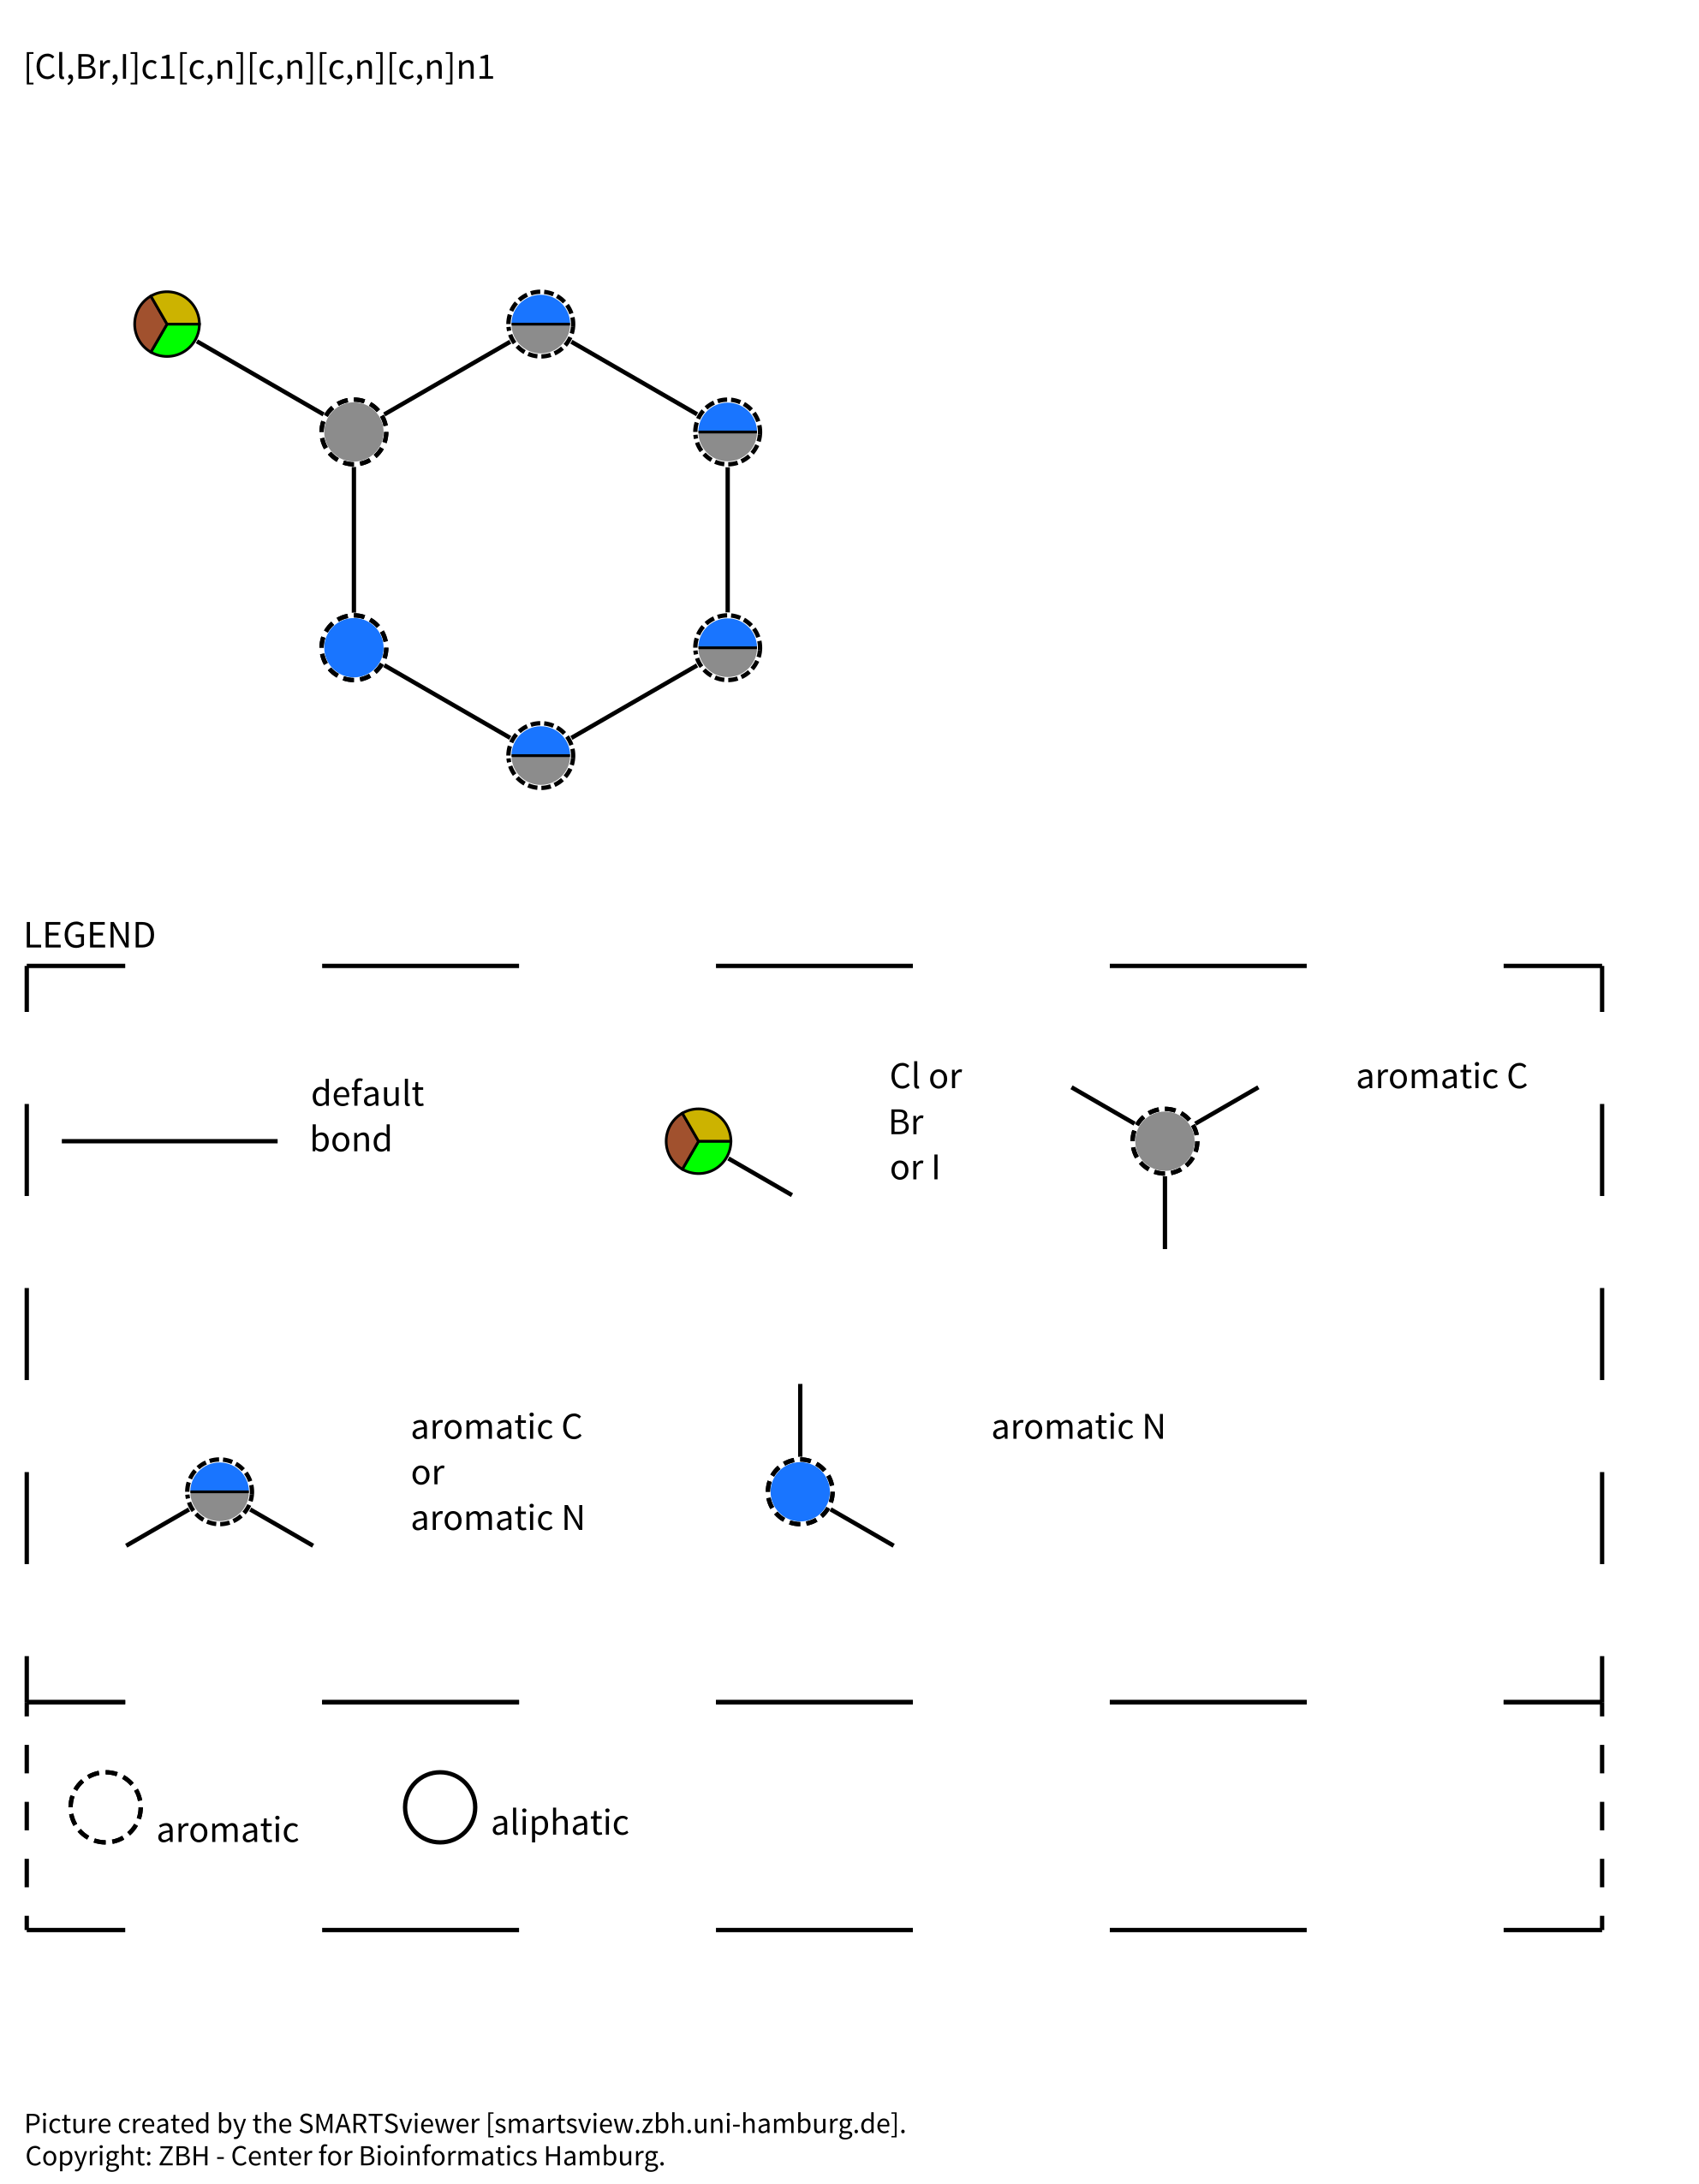 [Cl,Br,I]c1[c,n][c,n][c,n][c,n]n1
LEGEND
default
bond
Cl or
Br
or I
aromatic C
aromatic C
or
aromatic N
aromatic N
aromatic
aliphatic
Picture created by the SMARTSviewer [smartsview.zbh.uni-hamburg.de].
Copyright: ZBH - Center for Bioinformatics Hamburg.